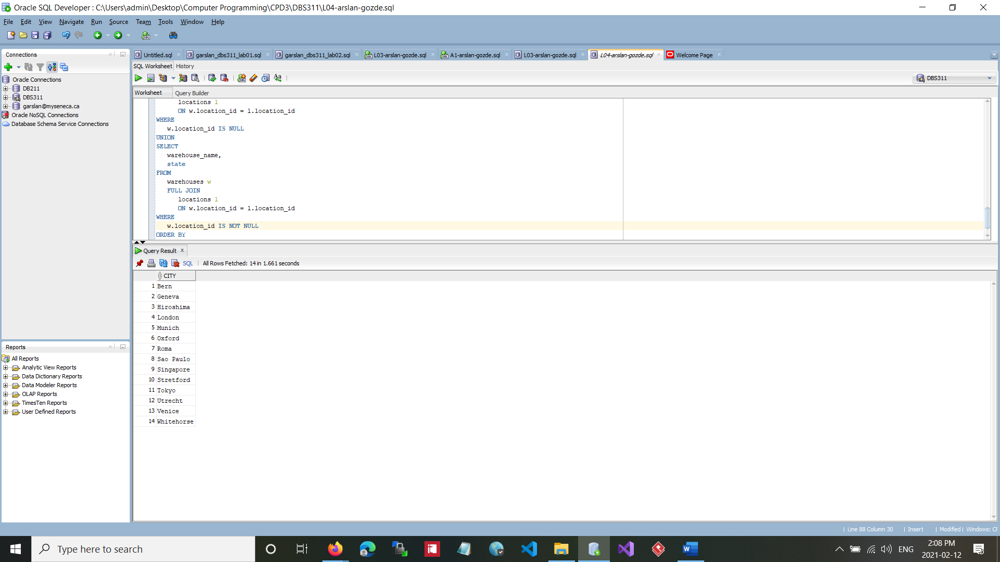 Oracle SQL Developer : C:\Users\admin\Desktop\Computer Programming\CPD3\DBS311\L04-arslan-gozde.sql
File Edit View Navigate Run Source Team Tools Window Help
Connections
Untitled.sql garslan_dbs311_lab01.sql garslan_dbs311_lab02.sql L03-arslan-gozde.sql A1-arslan-gozde.sql L03-arslan-gozde.sql L04-arslan-gozde.sql Welcome Page
SQL Worksheet History
DBS311
Oracle Connections
DB211
DBS311
garslan@myseneca.ca
Oracle NoSQL Connections
Database Schema Service Connections
Worksheet Query Builder
locations l
ON w.location_id = l.location_id
WHERE
w.location_id IS NULL
UNION
SELECT
warehouse_name,
state
FROM
warehouses w
FULL JOIN
locations l
ON w.location_id = l.location_id
WHERE
w.location_id IS NOT NULL
ORDER BY
Query Result
SQL | All Rows Fetched: 14 in 1.661 seconds
CITY
1 Bern
2 Geneva
3 Hiroshima
4 London
5 Munich
6 Oxford
7 Roma
8 Sao Paulo
9 Singapore
10 Stretford
11 Tokyo
12 Utrecht
13 Venice
14 Whitehorse
Reports
All Reports
Analytic View Reports
Data Dictionary Reports
Data Modeler Reports
OLAP Reports
TimesTen Reports
User Defined Reports
| Line 88 Column 30 | Insert | Modified | Windows: CF
Type here to search
ENG
2:08 PM
2021-02-12